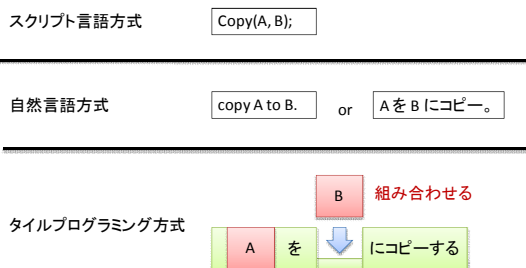 スクリプト言語方式 Copy(A, B);
自然言語方式 copy A to B. or AをBにコピー。
B 組み合わせる
タイルプログラミング方式
A を にコピーする